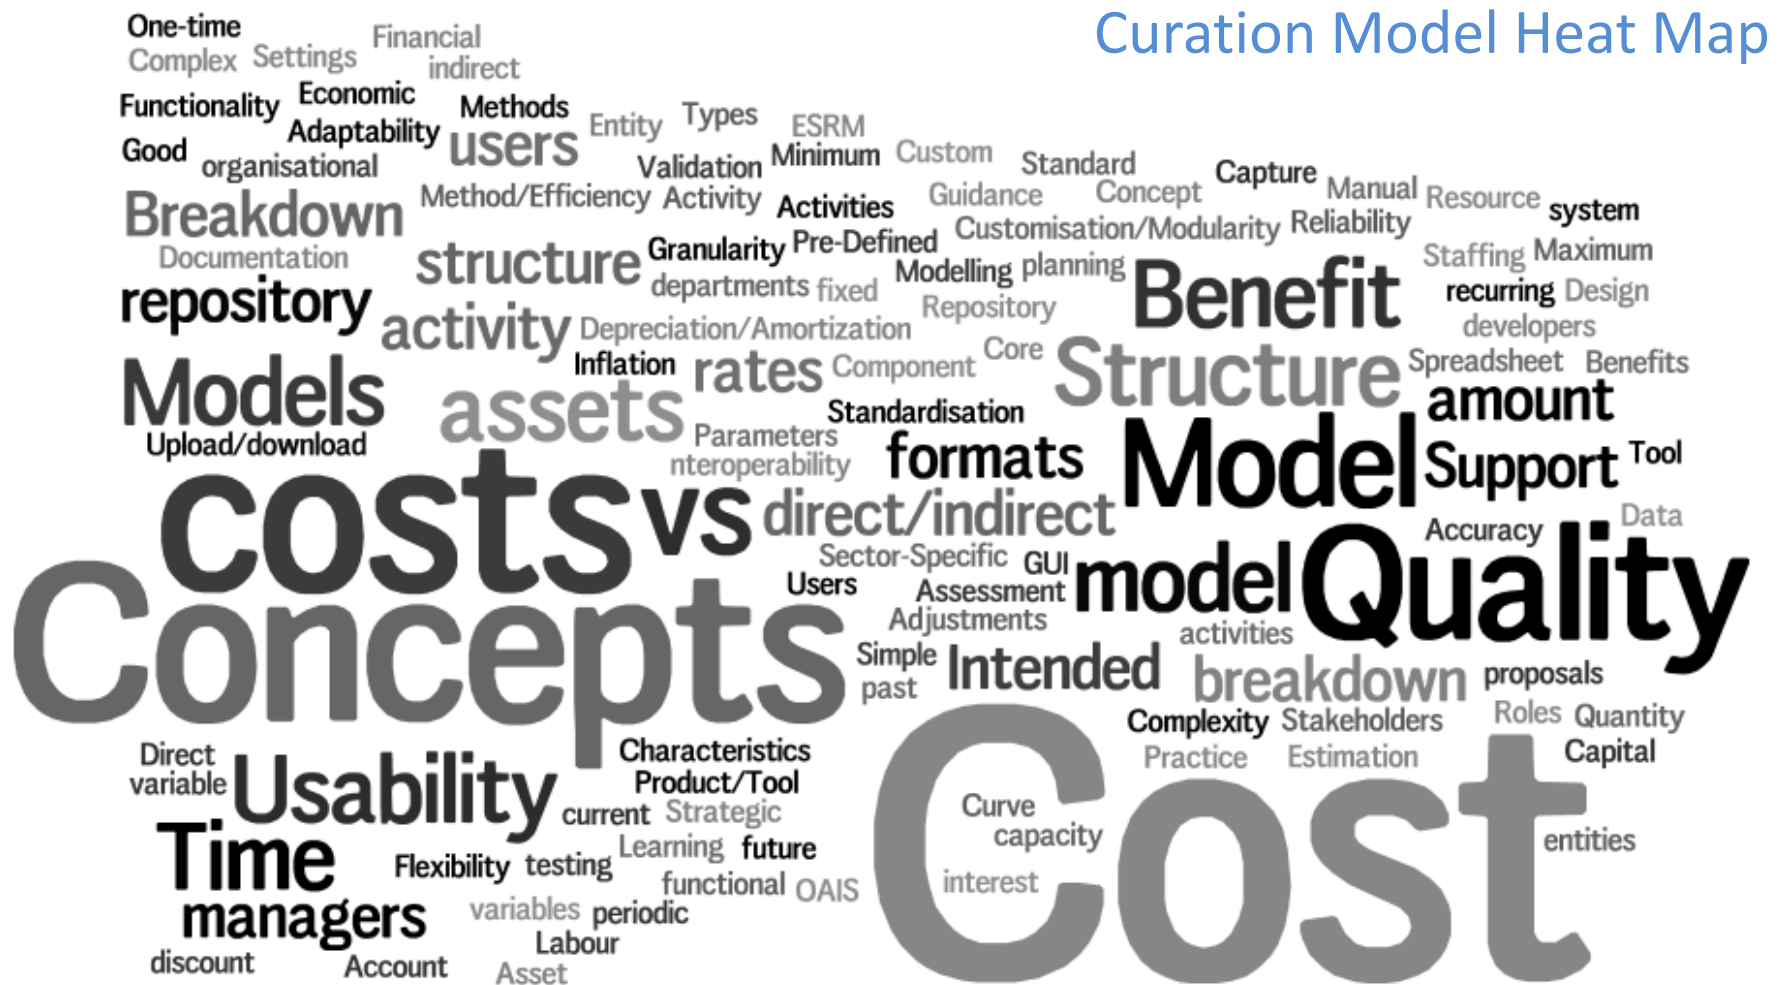 Curation Model Heat Map
One-time
Financial
Complex Settings
indirect
Functionality Economic Methods
Adaptability users Entity Types ESRM
Good organisational
Validation Minimum Custom Standard
Capture
Breakdown Method/Efficiency Activity Activities Guidance Concept Manual Resource system
Customisation/Modularity Reliability
Documentation structure Granularity Pre-Defined
Staffing Maximum
departments fixed Modelling planning Benefit recurring Design
repository activity Repository
Depreciation/Amortization developers
Models Inflation rates Component Core Structure Spreadsheet Benefits
assets Standardisation amount
Upload/download Parameters formats Model Support Tool
nteroperability
costs vs direct/indirect Accuracy Data
Sector-Specific GUI model Quality
Concepts Users Assessment
Adjustments activities
Simple Intended breakdown proposals
past
Complexity Stakeholders Roles Quantity
Direct Characteristics Practice Estimation Capital
variable Usability Product/Tool
current Strategic Cost Curve
capacity entities
Time Flexibility testing Learning future
functional OAIS interest
managers variables periodic
Labour
discount Account Asset